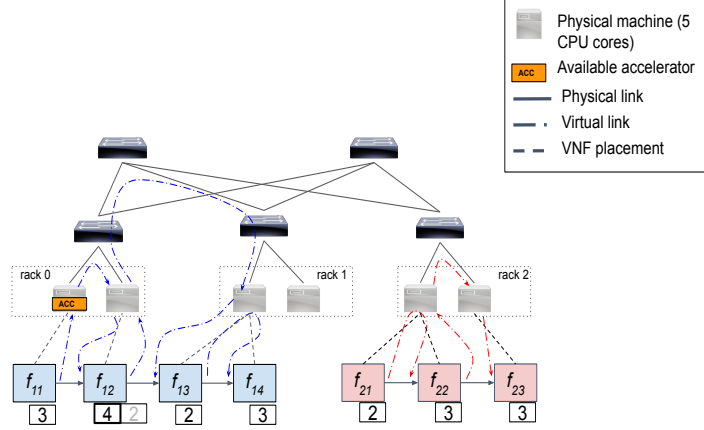 Physical machine (5
CPU cores)
ACC Available accelerator
Physical link
Virtual link
VNF placement
rack 0
rack 1
rack 2
ACC
f11 f12 f13 f14 f21 f22 f23
3 4 2 2 3 2 3 3